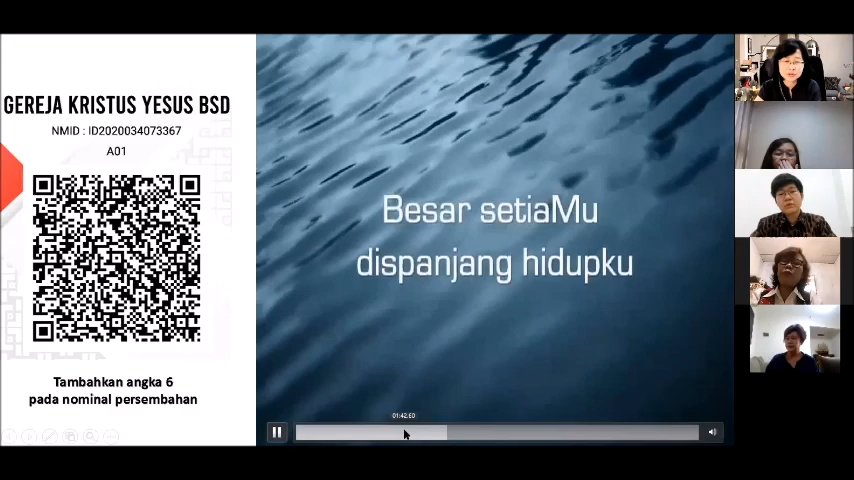 GEREJA KRISTUS YESUS BSD
NMID : ID2020034073367
A01
Tambahkan angka 6
pada nominal persembahan
Besar setiaMu
dispanjang hidupku
01:42.60